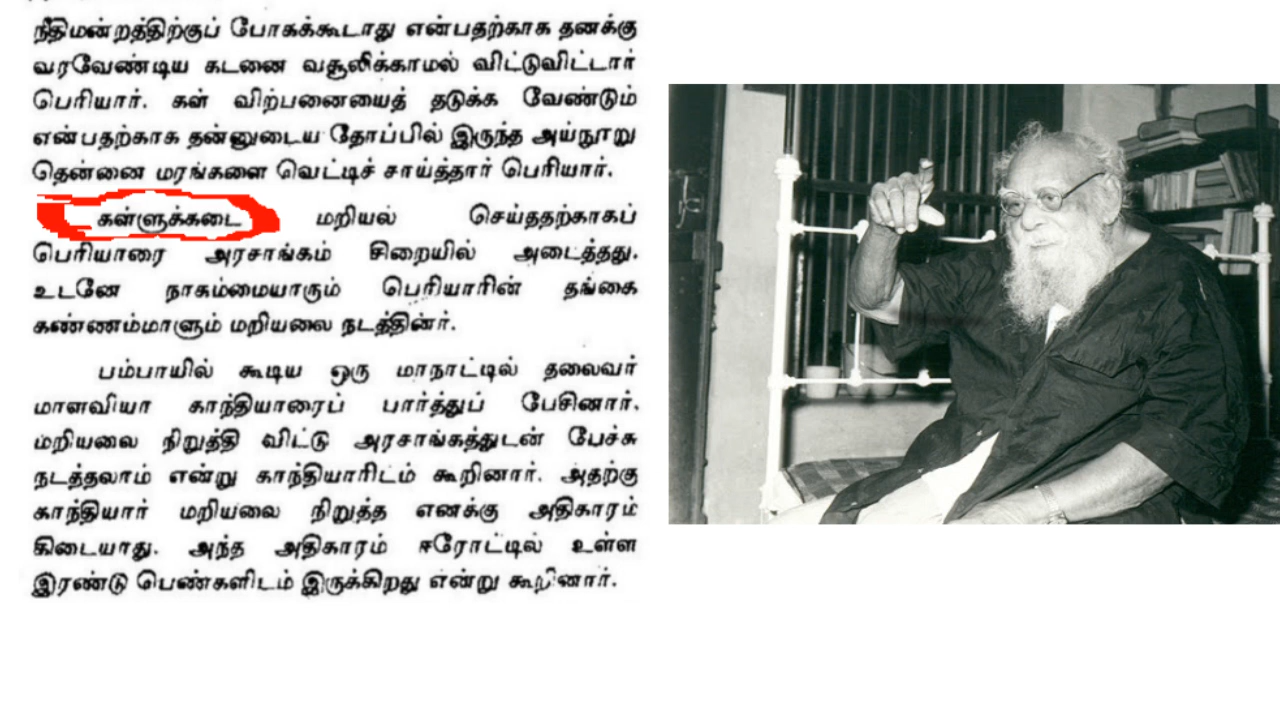 நீதிமன்றத்திற்குப் போகக்கூடாது என்பதற்காக தனக்கு
வரவேண்டிய கடனை வசூலிக்காமல் விட்டுவிட்டார்
பெரியார். கள் விற்பனையைத் தடுக்க வேண்டும்
என்பதற்காக தன்னுடைய தோப்பில் இருந்த அய்நூறு
தென்னை மரங்களை வெட்டிச் சாய்த்தார் பெரியார்.
கள்ளுக்கடை மறியல் செய்ததற்காகப்
பெரியாரை அரசாங்கம் சிறையில் அடைத்தது.
உடனே நாகம்மையாரும் பெரியாரின் தங்கை
கண்ணம்மாளும் மறியலை நடத்தினர்.
பம்பாயில் கூடிய ஒரு மாநாட்டில் தலைவர்
மாளவியா காந்தியாரைப் பார்த்துப் பேசினார்.
மறியலை நிறுத்தி விட்டு அரசாங்கத்துடன் பேச்சு
நடத்தலாம் என்று காந்தியாரிடம் கூறினார். அதற்கு
காந்தியார் மறியலை நிறுத்த எனக்கு அதிகாரம்
கிடையாது. அந்த அதிகாரம் ஈரோட்டில் உள்ள
இரண்டு பெண்களிடம் இருக்கிறது என்று கூறினார்.